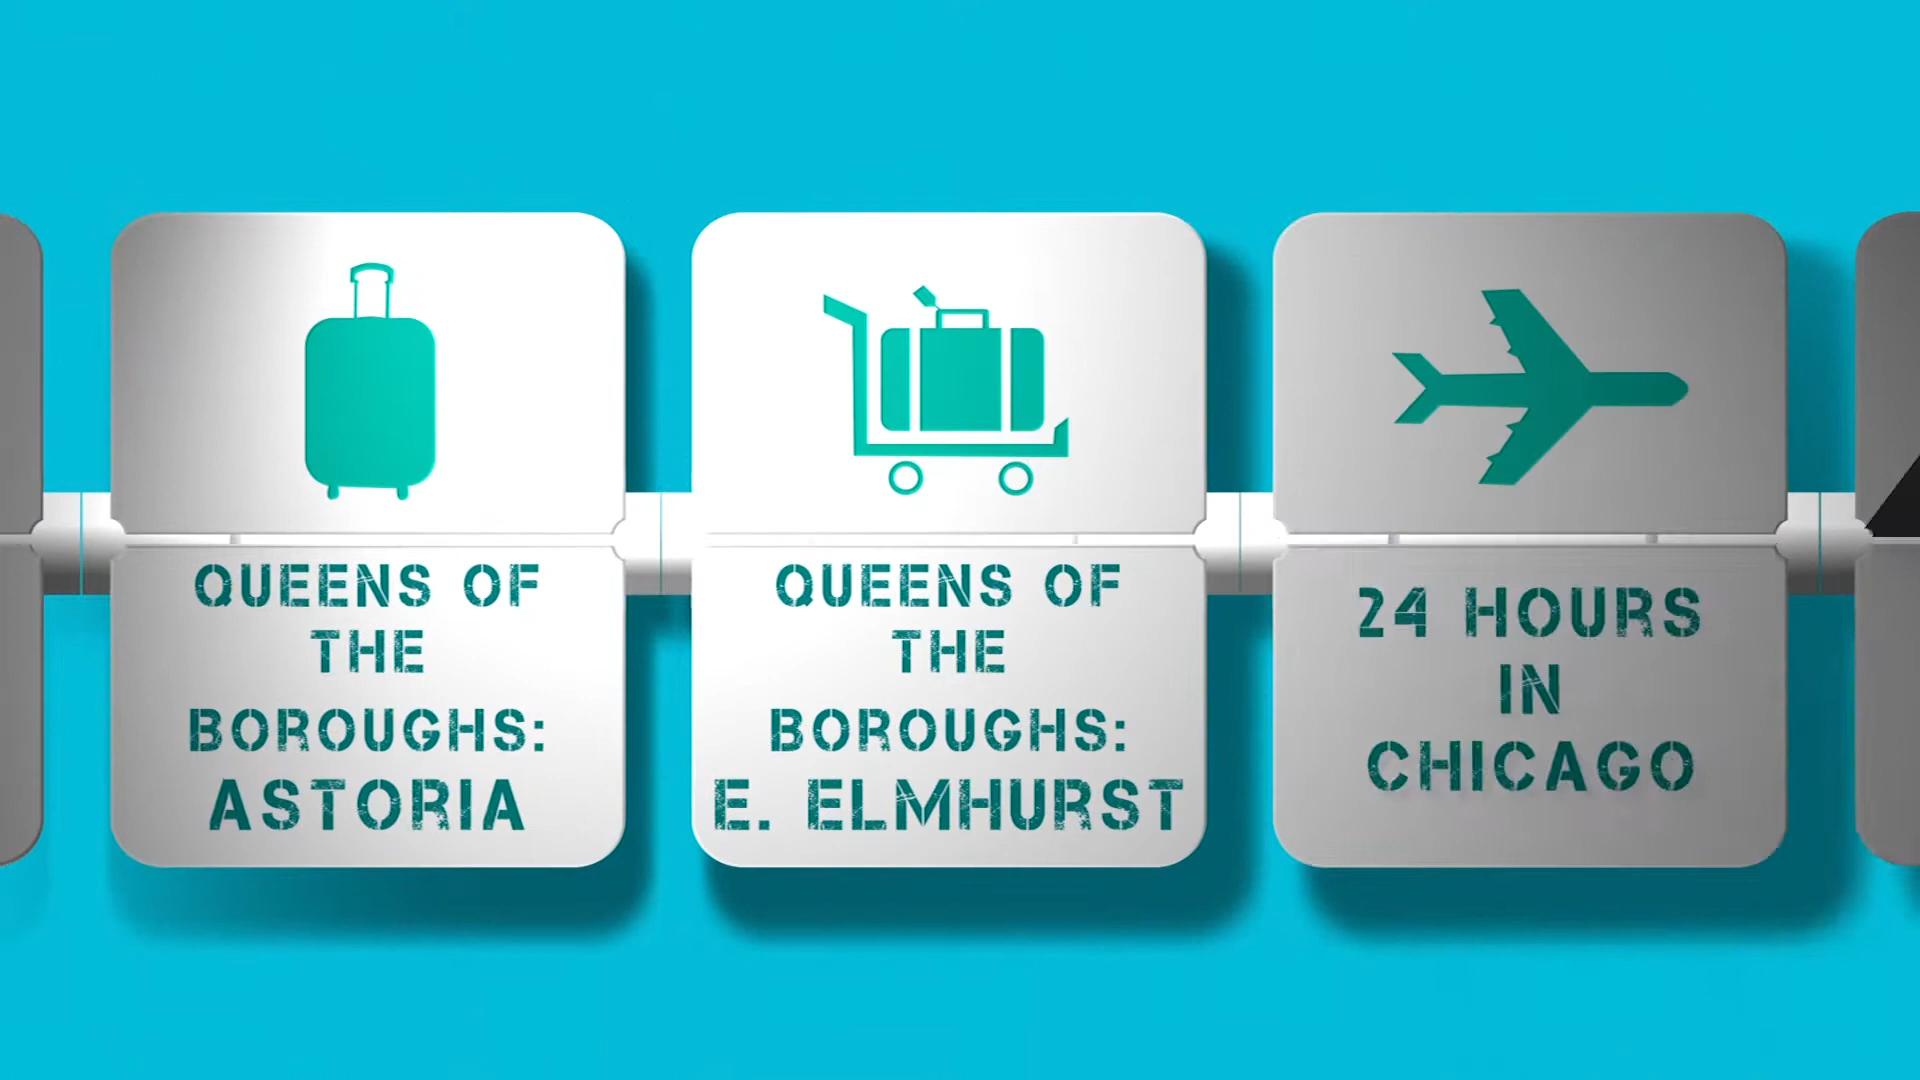 QUEENS OF
THE
BOROUGHS:
ASTORIA
QUEENS OF
THE
BOROUGHS:
E. ELMHURST
24 HOURS
IN
CHICAGO